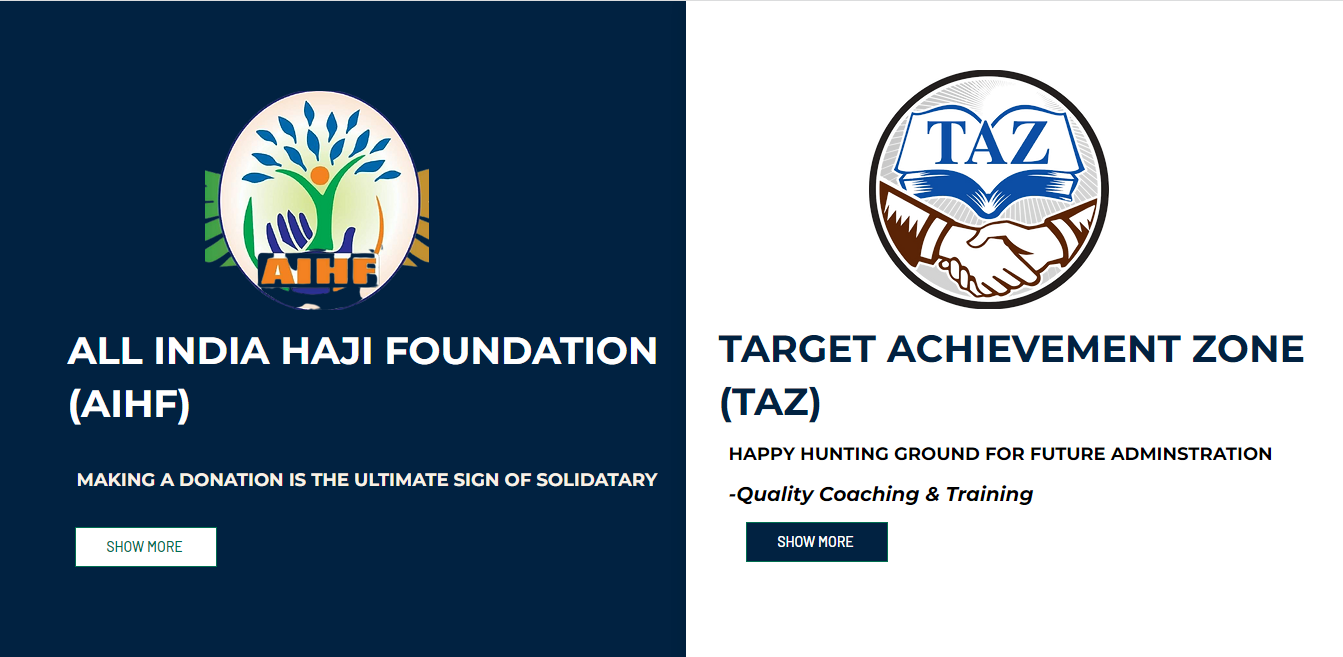 AIHF
ALL INDIA HAJI FOUNDATION
(AIHF)
MAKING A DONATION IS THE ULTIMATE SIGN OF SOLIDATARY
SHOW MORE
TAZ
TARGET ACHIEVEMENT ZONE
(TAZ)
HAPPY HUNTING GROUND FOR FUTURE ADMINSTRATION
-Quality Coaching & Training
SHOW MORE